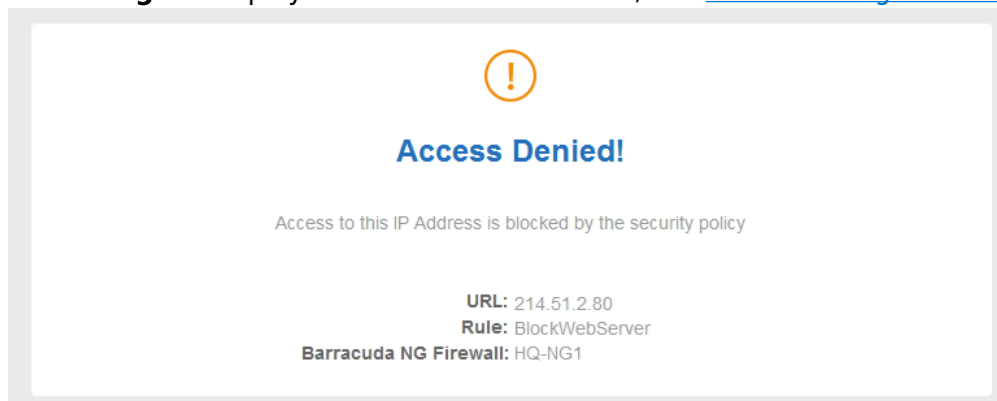 !
Access Denied!
Access to this IP Address is blocked by the security policy
URL: 214.51.2.80
Rule: BlockWebServer
Barracuda NG Firewall: HQ-NG1